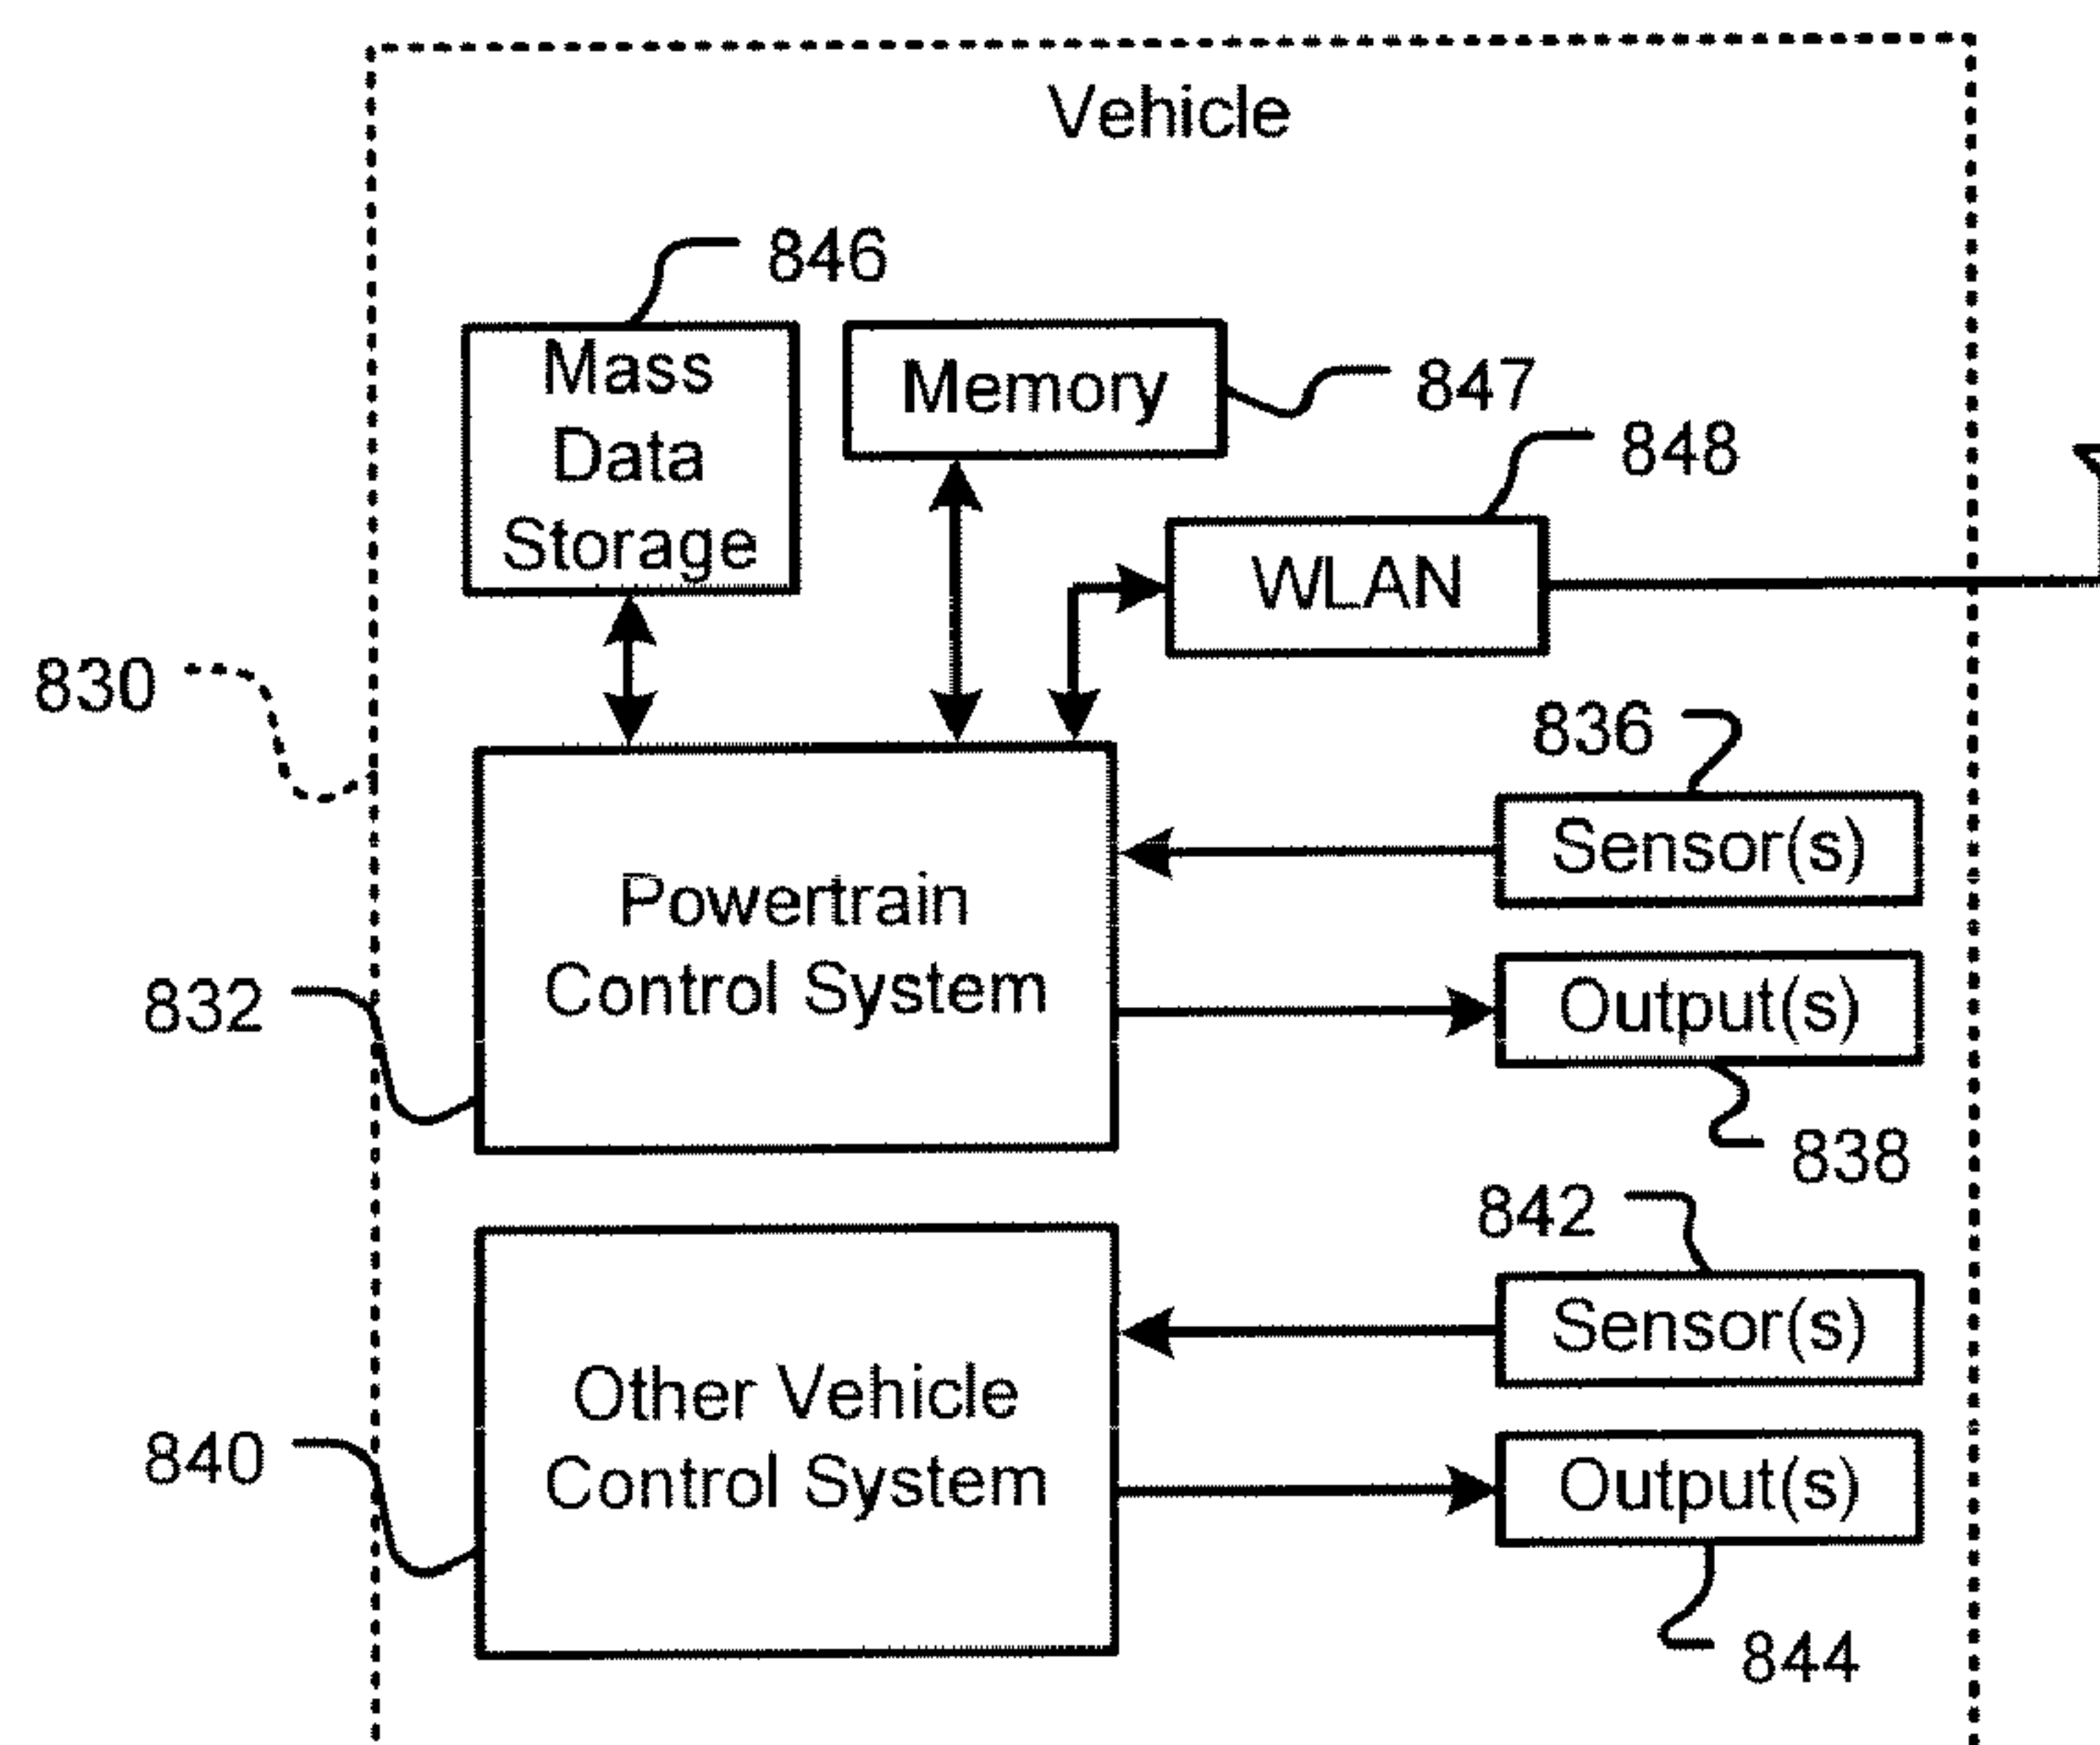 Vehicle
846
Mass
Data
Storage
Memory
847
848
WLAN
830
836
Sensor(s)
Powertrain
Control System
832
Output(s)
838
842
Sensor(s)
Other Vehicle
Control System
840
Output(s)
844